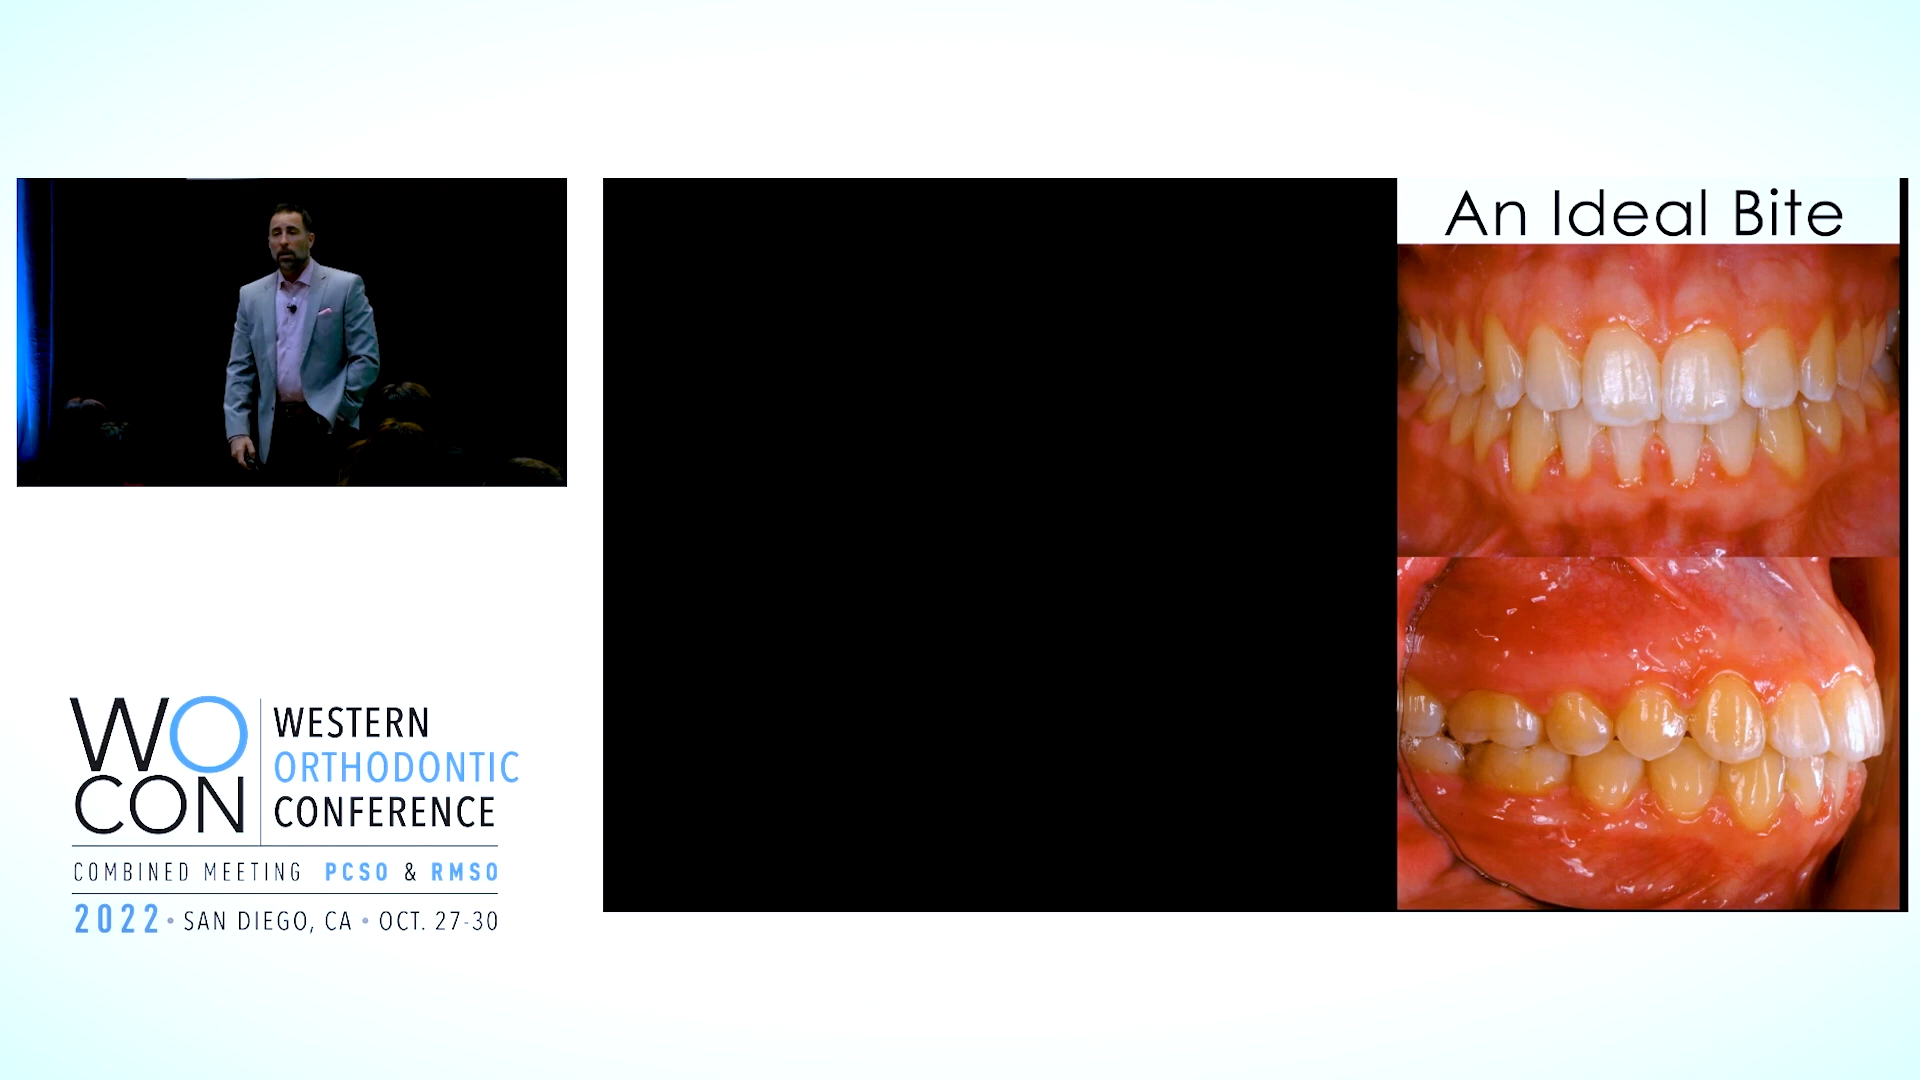 An Ideal Bite
WO
CON
WESTERN
ORTHODONTIC
CONFERENCE
COMBINED MEETING PCSO & RMSO
2022 • SAN DIEGO, CA • OCT. 27-30